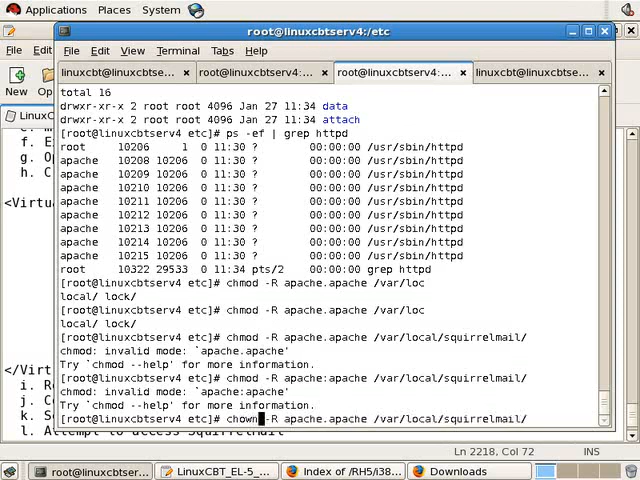 Applications Places System
root@linuxcbtserv4:/etc
File Edit View Terminal Tabs Help
File Edit
linuxcbt@linuxcbtse... root@linuxcbtserv4:... root@linuxcbtserv4:... linuxcbt@linuxcbtse...
New
LinuxC
total 16
drwxr-xr-x 2 root root 4096 Jan 27 11:34 data
drwxr-xr-x 2 root root 4096 Jan 27 11:34 attach
[root@linuxcbtserv4 etc]# ps -ef | grep httpd
root 10206 1 0 11:30 ? 00:00:00 /usr/sbin/httpd
apache 10208 10206 0 11:30 ? 00:00:00 /usr/sbin/httpd
apache 10209 10206 0 11:30 ? 00:00:00 /usr/sbin/httpd
apache 10210 10206 0 11:30 ? 00:00:00 /usr/sbin/httpd
apache 10211 10206 0 11:30 ? 00:00:00 /usr/sbin/httpd
apache 10212 10206 0 11:30 ? 00:00:00 /usr/sbin/httpd
apache 10213 10206 0 11:30 ? 00:00:00 /usr/sbin/httpd
apache 10214 10206 0 11:30 ? 00:00:00 /usr/sbin/httpd
apache 10215 10206 0 11:30 ? 00:00:00 /usr/sbin/httpd
root 10322 29533 0 11:34 pts/2 00:00:00 grep httpd
[root@linuxcbtserv4 etc]# chmod -R apache.apache /var/loc
local/ lock/
[root@linuxcbtserv4 etc]# chmod -R apache.apache /var/loc
local/ lock/
[root@linuxcbtserv4 etc]# chmod -R apache.apache /var/local/squirrelmail/
chmod: invalid mode: `apache.apache'
Try `chmod --help' for more information.
[root@linuxcbtserv4 etc]# chmod -R apache:apache /var/local/squirrelmail/
chmod: invalid mode: `apache:apache'
Try `chmod --help' for more information.
[root@linuxcbtserv4 etc]# chown -R apache.apache /var/local/squirrelmail/
f. E
g. O
h. C
<Virtua
</Virtu
i. R
j. C
k. S
l. Attempt to access Squirrelmail
Ln 2218, Col 72 INS
root@linuxcbtser... LinuxCBT_EL-5_... Index of /RH5/i38... Downloads